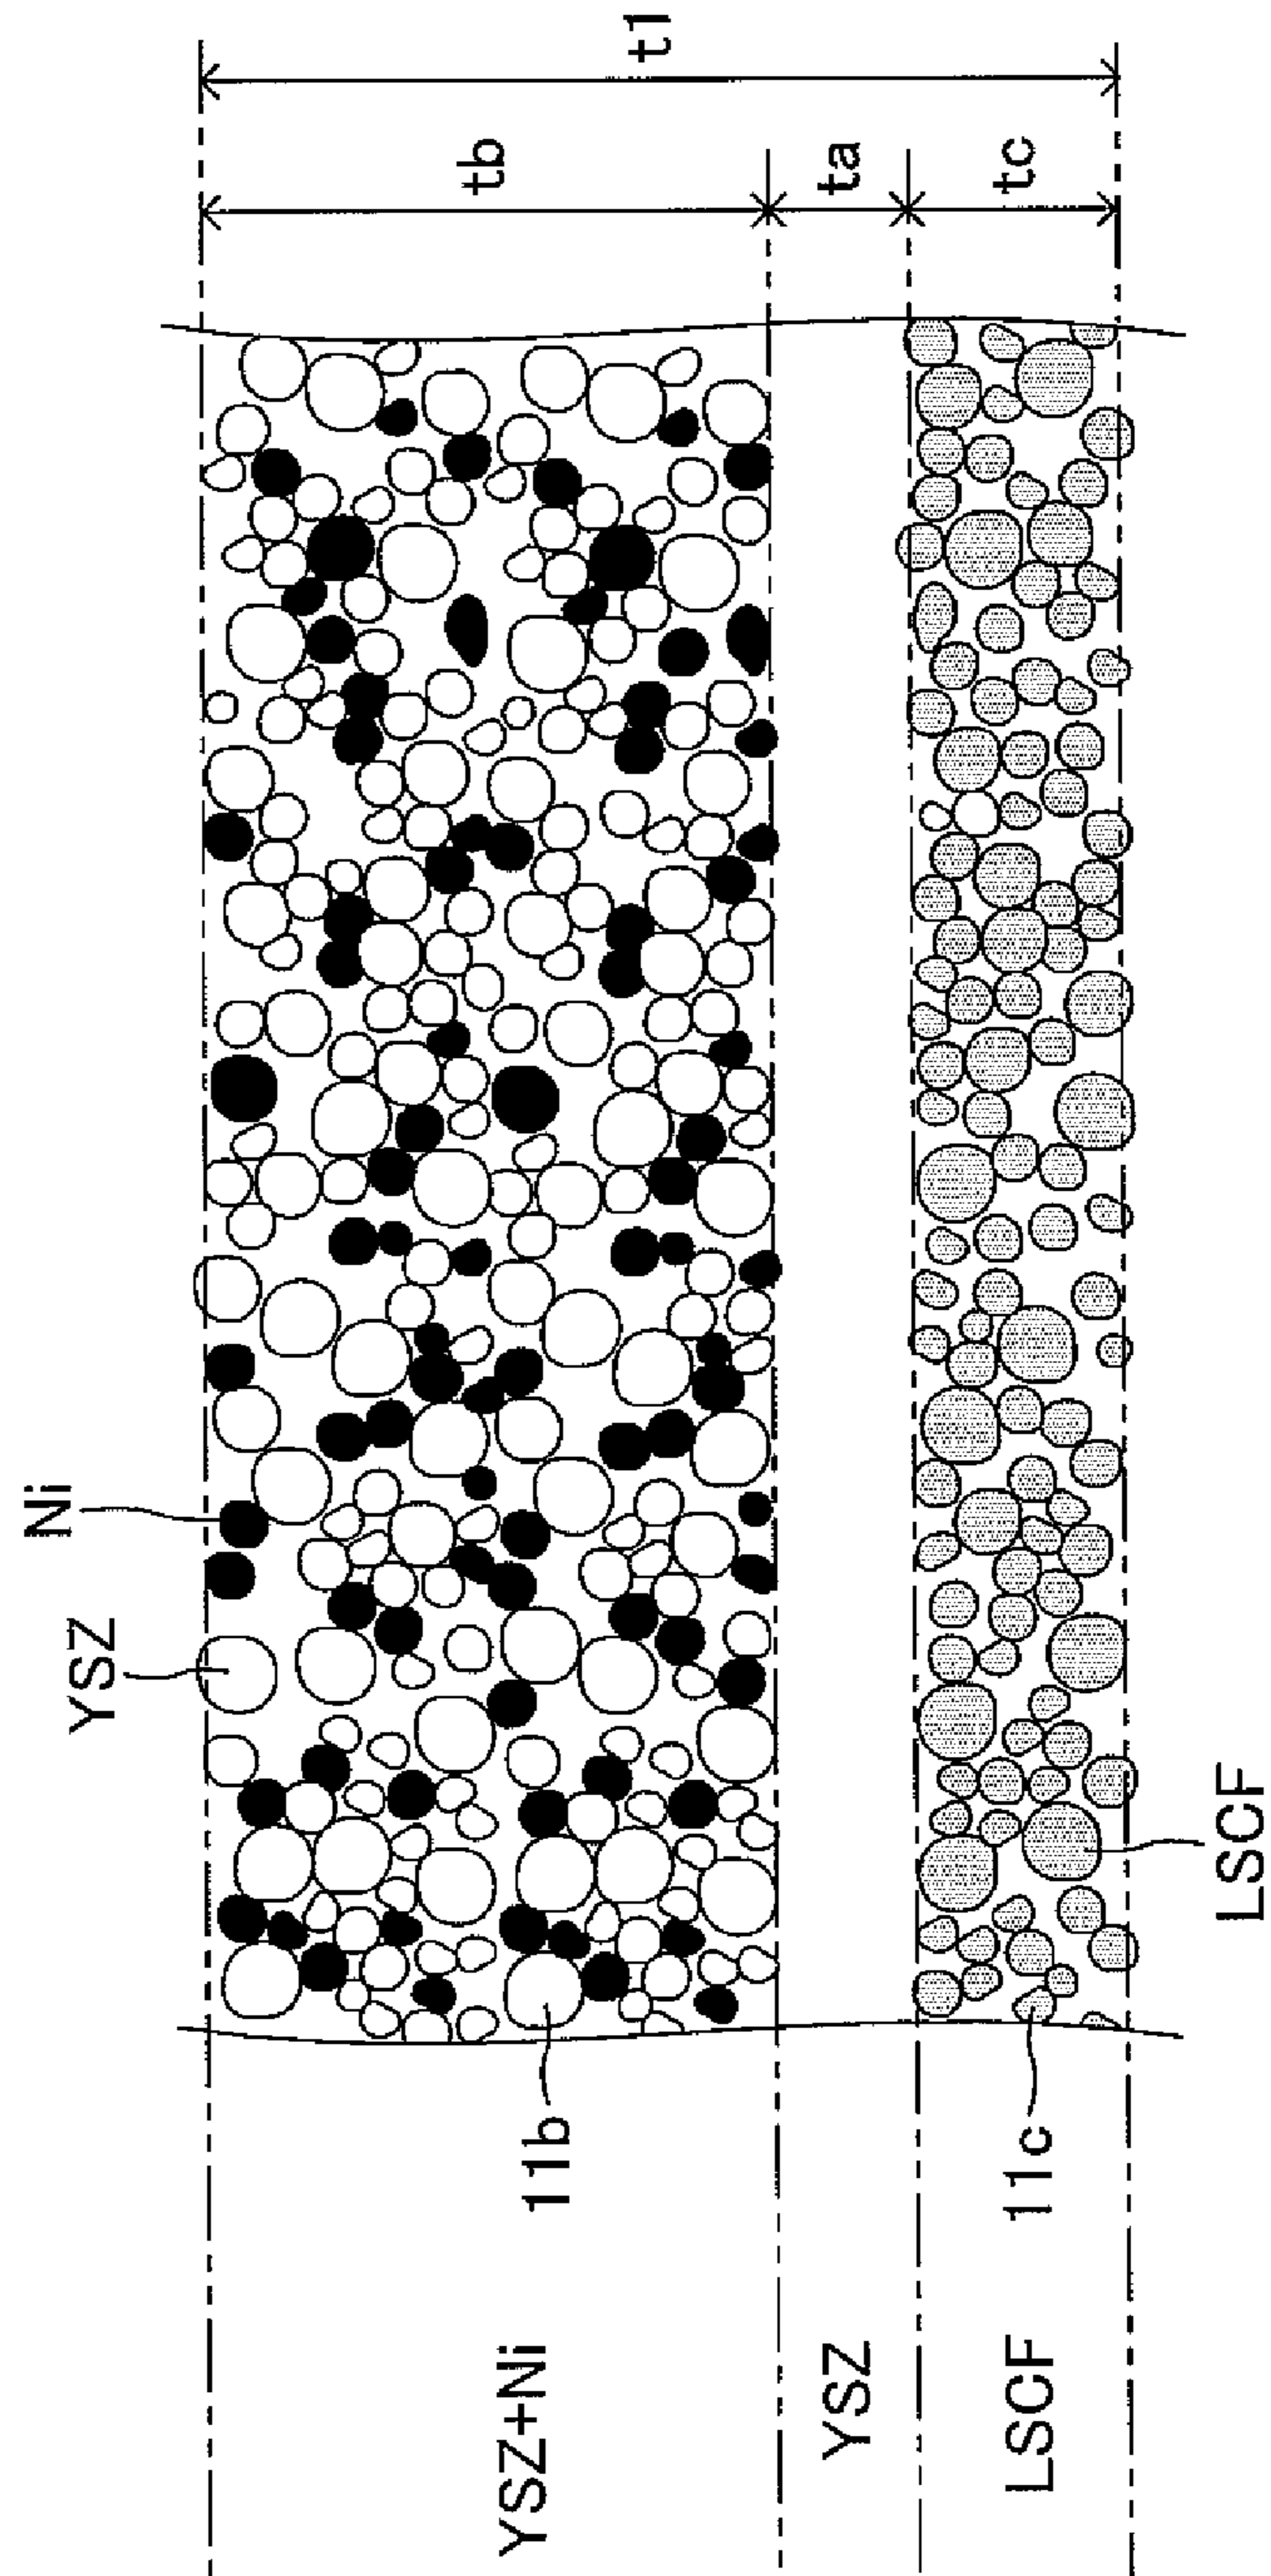 Ni
YSZ
YSZ+Ni
11b
tb
YSZ
ta
t1
LSCF
11c
tc
LSCF